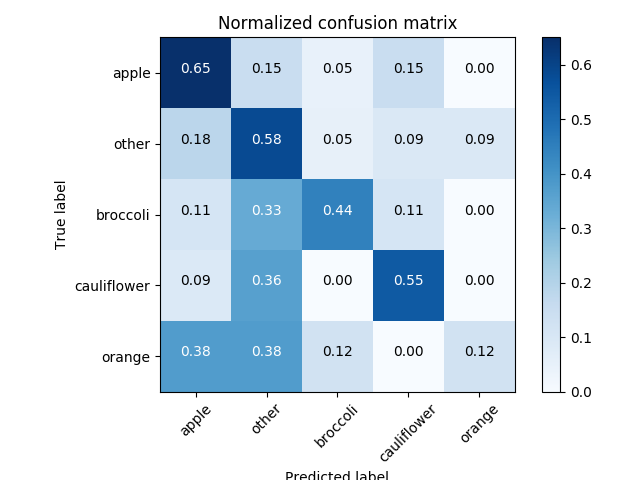 Normalized confusion matrix
True label
apple 0.65 0.15 0.05 0.15 0.00
other 0.18 0.58 0.05 0.09 0.09
broccoli 0.11 0.33 0.44 0.11 0.00
cauliflower 0.09 0.36 0.00 0.55 0.00
orange 0.38 0.38 0.12 0.00 0.12
apple other broccoli cauliflower orange
Predicted label
0.6
0.5
0.4
0.3
0.2
0.1
0.0